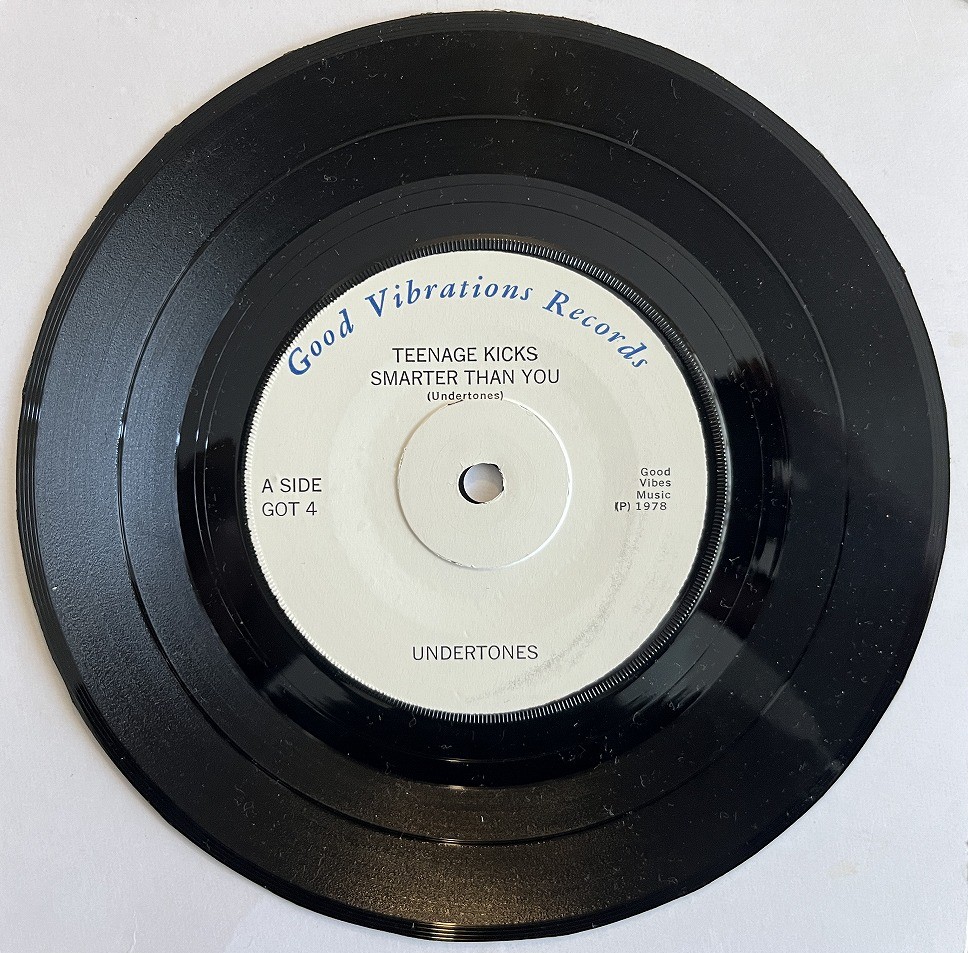 Good Vibrations Records
TEENAGE KICKS
SMARTER THAN YOU
(Undertones)
A SIDE
GOT 4
Good
Vibes
Music
(P) 1978
UNDERTONES